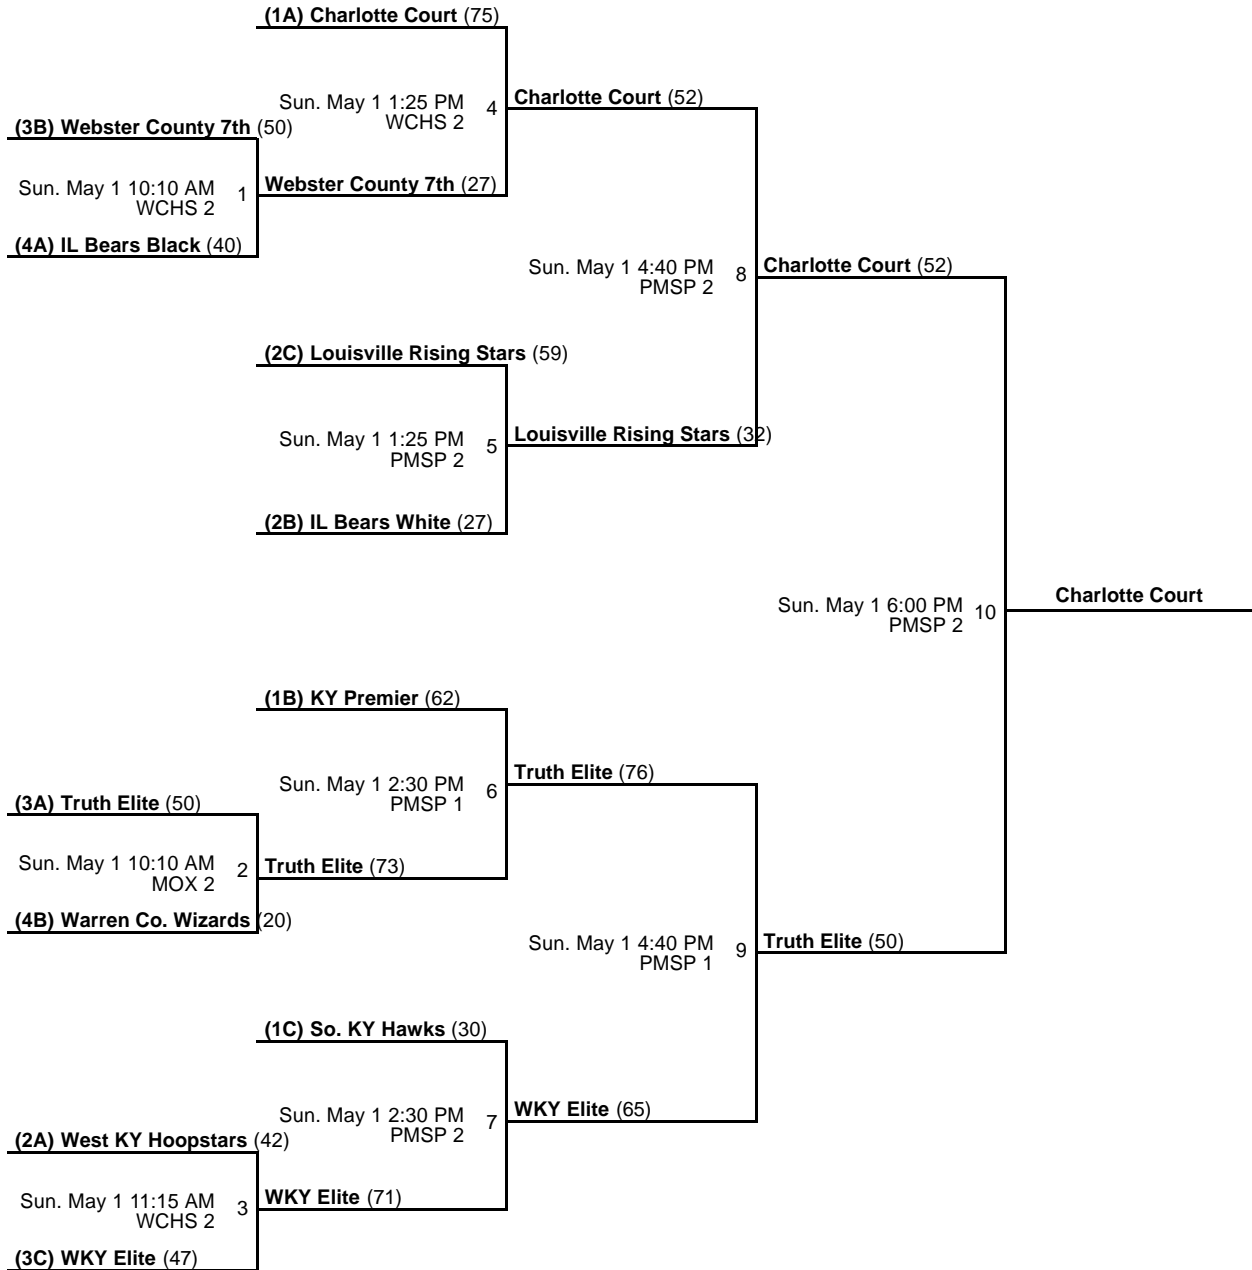 (1A) Charlotte Court (75)
Sun. May 1 1:25 PM 4
WCHS 2
Charlotte Court (52)
(3B) Webster County 7th (50)
Sun. May 1 10:10 AM 1
WCHS 2
Webster County 7th (27)
(4A) IL Bears Black (40)
Sun. May 1 4:40 PM 8
PMSP 2
Charlotte Court (52)
(2C) Louisville Rising Stars (59)
Sun. May 1 1:25 PM 5
PMSP 2
Louisville Rising Stars (32)
(2B) IL Bears White (27)
Sun. May 1 6:00 PM 10
PMSP 2
Charlotte Court
(1B) KY Premier (62)
Sun. May 1 2:30 PM 6
PMSP 1
Truth Elite (76)
(3A) Truth Elite (50)
Sun. May 1 10:10 AM 2
MOX 2
Truth Elite (73)
(4B) Warren Co. Wizards (20)
Sun. May 1 4:40 PM 9
PMSP 1
Truth Elite (50)
(1C) So. KY Hawks (30)
Sun. May 1 2:30 PM 7
PMSP 2
WKY Elite (65)
(2A) West KY Hoopstars (42)
Sun. May 1 11:15 AM 3
WCHS 2
WKY Elite (71)
(3C) WKY Elite (47)